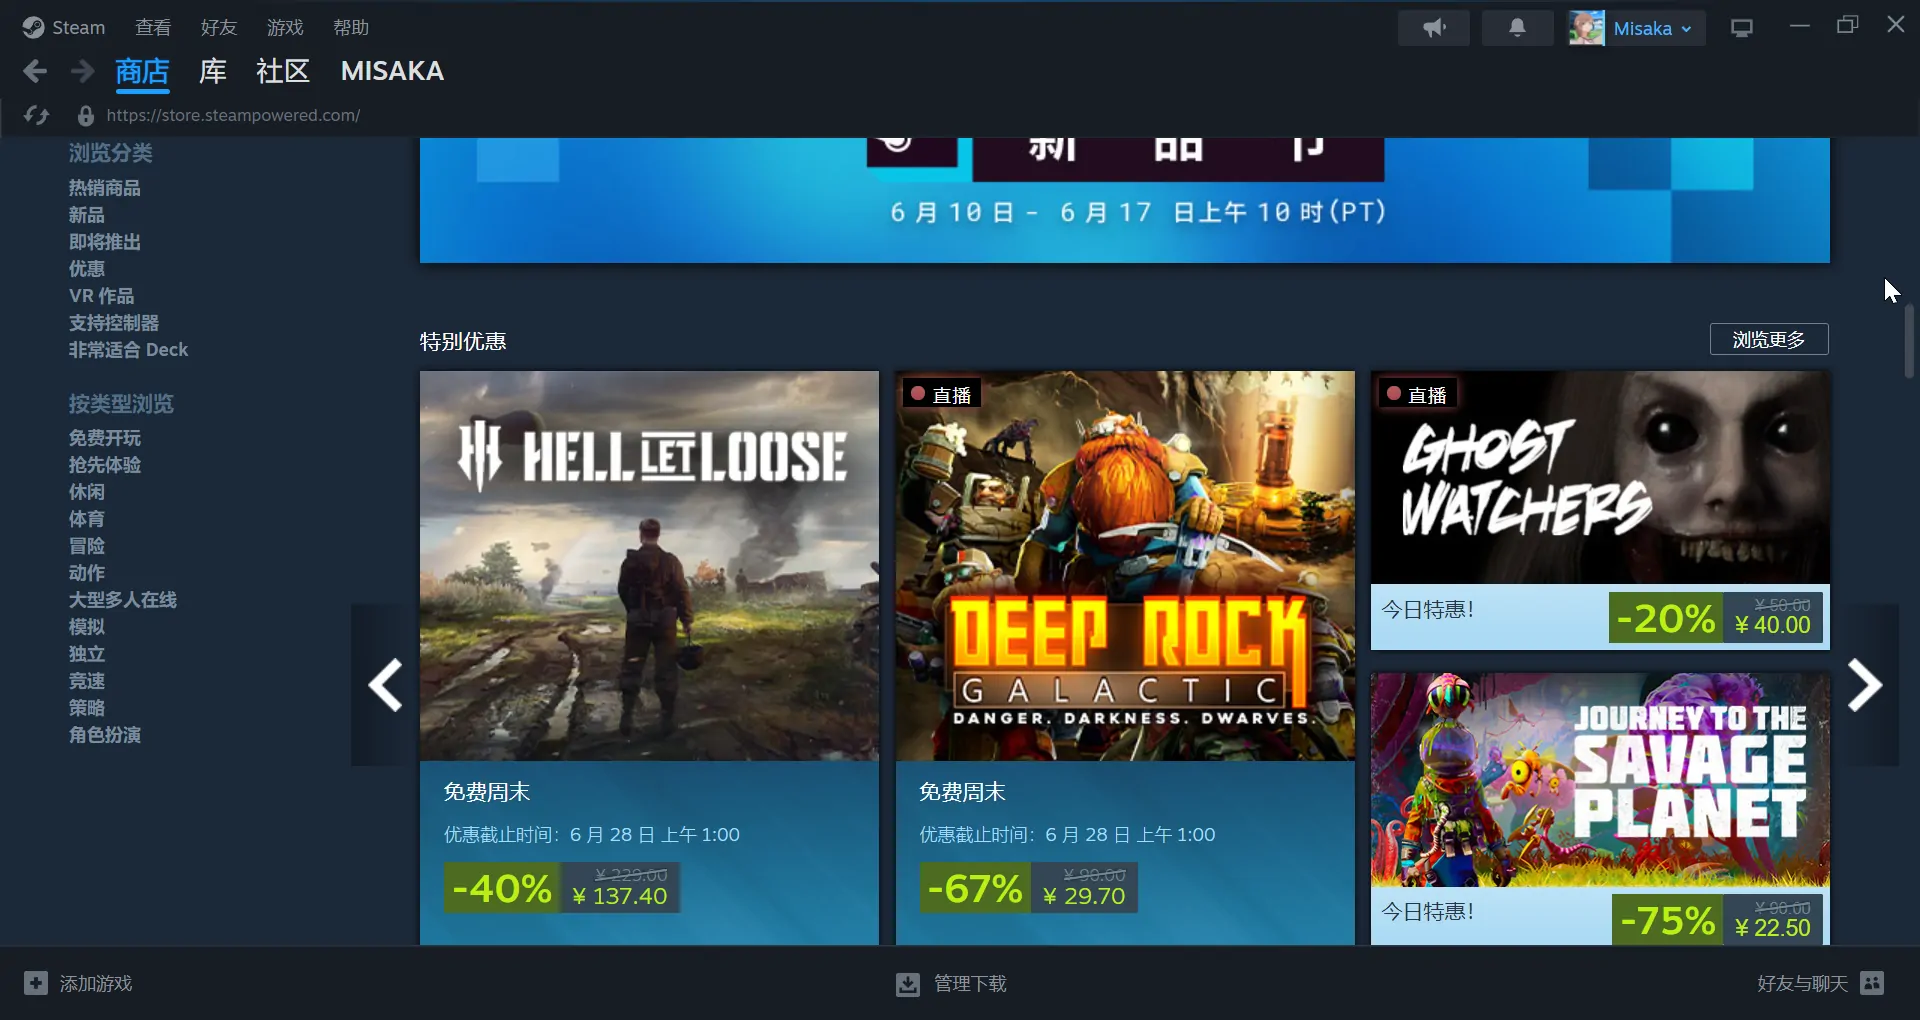 Steam 查看 好友 游戏 帮助
Misaka
商店 库 社区 MISAKA
https://store.steampowered.com/
浏览分类
热销商品
新品
即将推出
优惠
VR 作品
支持控制器
非常适合 Deck
按类型浏览
免费开玩
抢先体验
休闲
体育
冒险
动作
大型多人在线
模拟
独立
竞速
策略
角色扮演
新品节
6月10日 - 6月17 日上午10时(PT)
特别优惠
浏览更多
HELL LET LOOSE
免费周末
优惠截止时间：6 月 28 日 上午 1:00
-40%
¥ 229.00
¥ 137.40
直播
DEEP ROCK
GALACTIC
DANGER. DARKNESS. DWARVES.
免费周末
优惠截止时间：6 月 28 日 上午 1:00
-67%
¥ 90.00
¥ 29.70
直播
GHOST
WATCHERS
今日特惠！
-20%
¥ 50.00
¥ 40.00
JOURNEY TO THE
SAVAGE
PLANET
今日特惠！
-75%
¥ 90.00
¥ 22.50
添加游戏
管理下载
好友与聊天